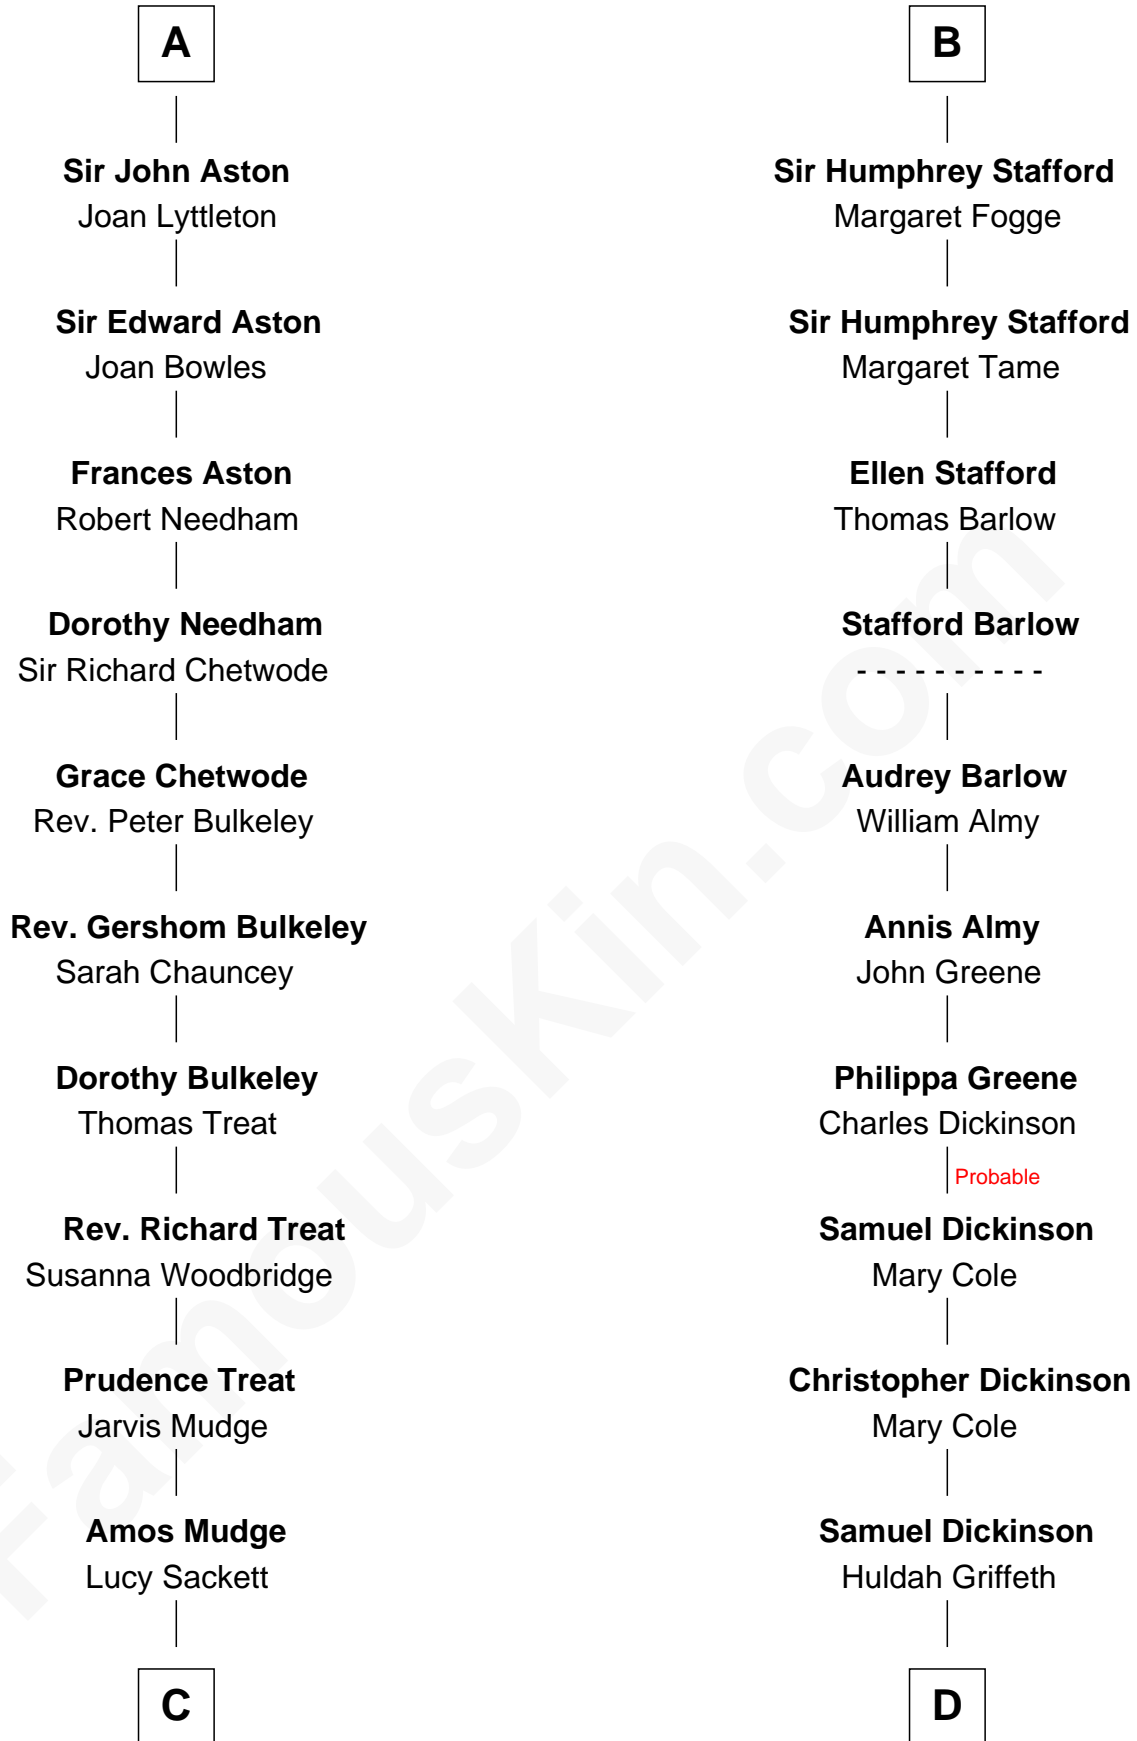 A
Sir John Aston
Joan Lyttleton
Sir Edward Aston
Joan Bowles
Frances Aston
Robert Needham
Dorothy Needham
Sir Richard Chetwode
Grace Chetwode
Rev. Peter Bulkeley
Rev. Gershom Bulkeley
Sarah Chauncey
Dorothy Bulkeley
Thomas Treat
Rev. Richard Treat
Susanna Woodbridge
Prudence Treat
Jarvis Mudge
Amos Mudge
Lucy Sackett
C
B
Sir Humphrey Stafford
Margaret Fogge
Sir Humphrey Stafford
Margaret Tame
Ellen Stafford
Thomas Barlow
Stafford Barlow
- - - - - - - - - -
Audrey Barlow
William Almy
Annis Almy
John Greene
Philippa Greene
Charles Dickinson
Probable
Samuel Dickinson
Mary Cole
Christopher Dickinson
Mary Cole
Samuel Dickinson
Huldah Griffeth
D
FamousKin.com